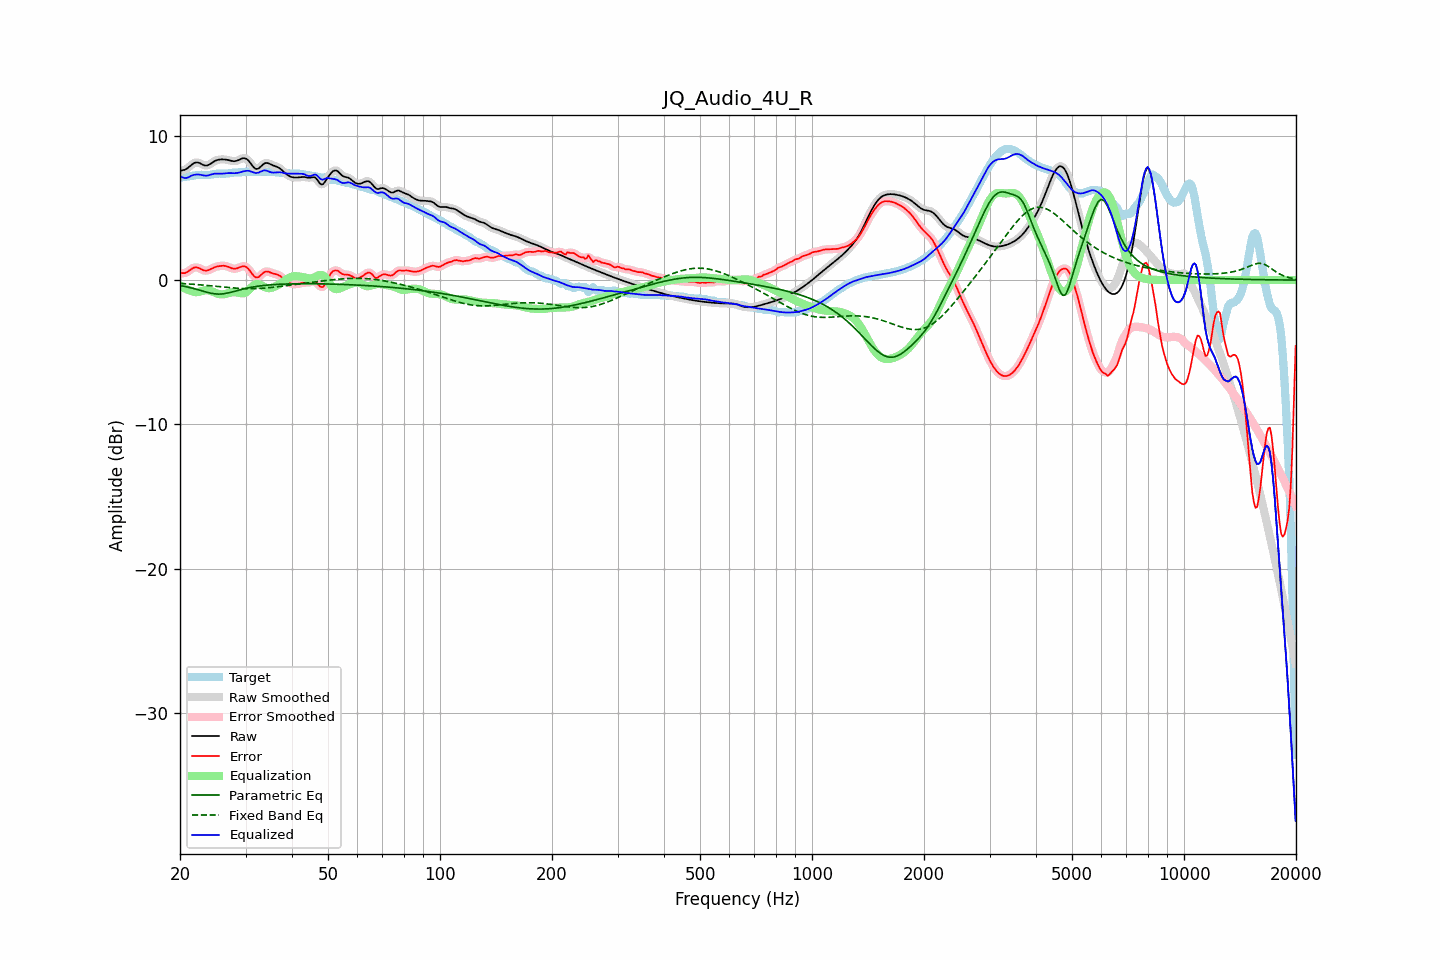 JQ_Audio_4U_R
10
0
−10
−20
−30
Amplitude (dBr)
Target
Raw Smoothed
Error Smoothed
Raw
Error
Equalization
Parametric Eq
Fixed Band Eq
Equalized
20 50 100 200 500 1000 2000 5000 10000 20000
Frequency (Hz)